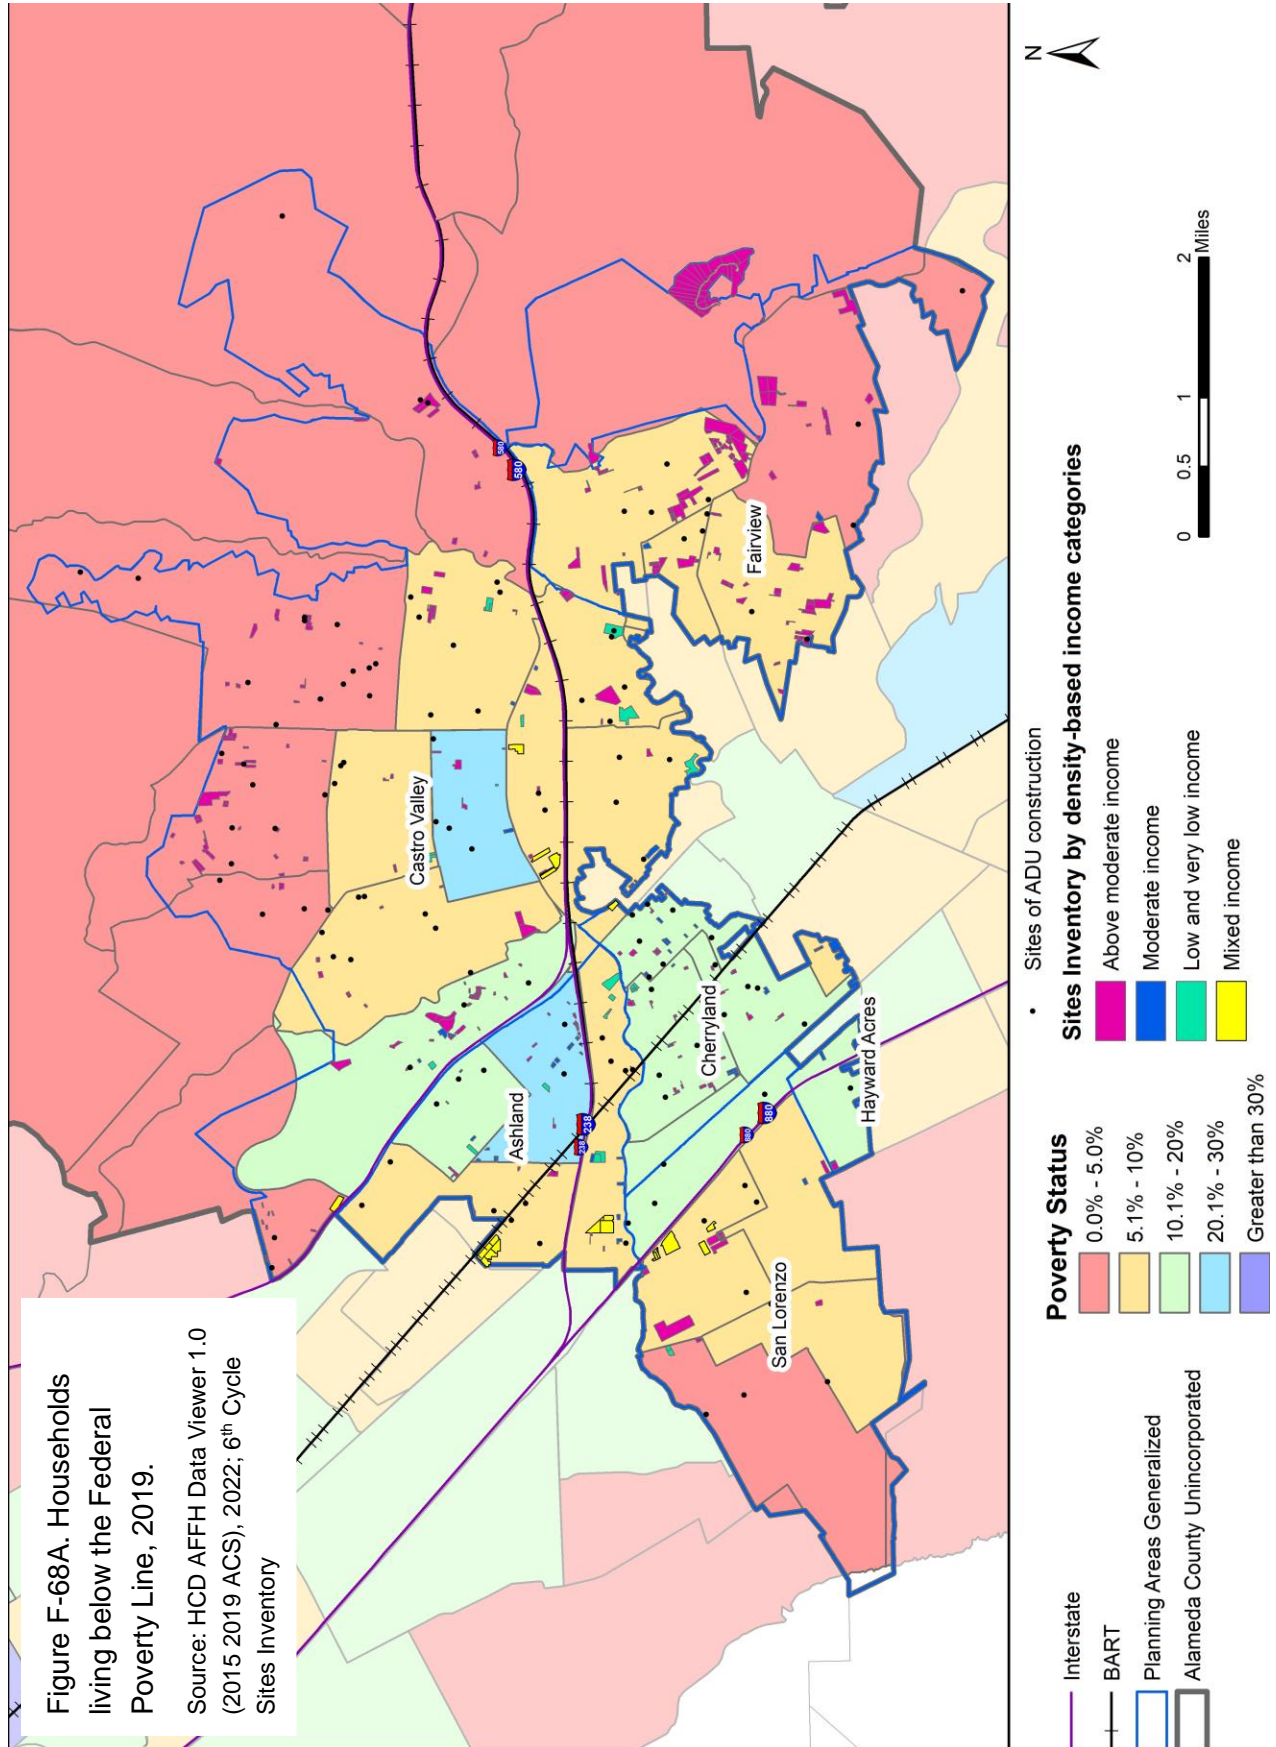 Figure F-68A. Households
living below the Federal
Poverty Line, 2019.
Source: HCD AFFH Data Viewer 1.0
(2015 2019 ACS), 2022; 6th Cycle
Sites Inventory
580
580
Castro Valley
Fairview
Ashland
238
238
Cherryland
Hayward Acres
880
880
San Lorenzo
Interstate
BART
Planning Areas Generalized
Alameda County Unincorporated
Poverty Status
0.0% - 5.0%
5.1% - 10%
10.1% - 20%
20.1% - 30%
Greater than 30%
Sites of ADU construction
Sites Inventory by density-based income categories
Above moderate income
Moderate income
Low and very low income
Mixed income
0 0.5 1 2
Miles
N